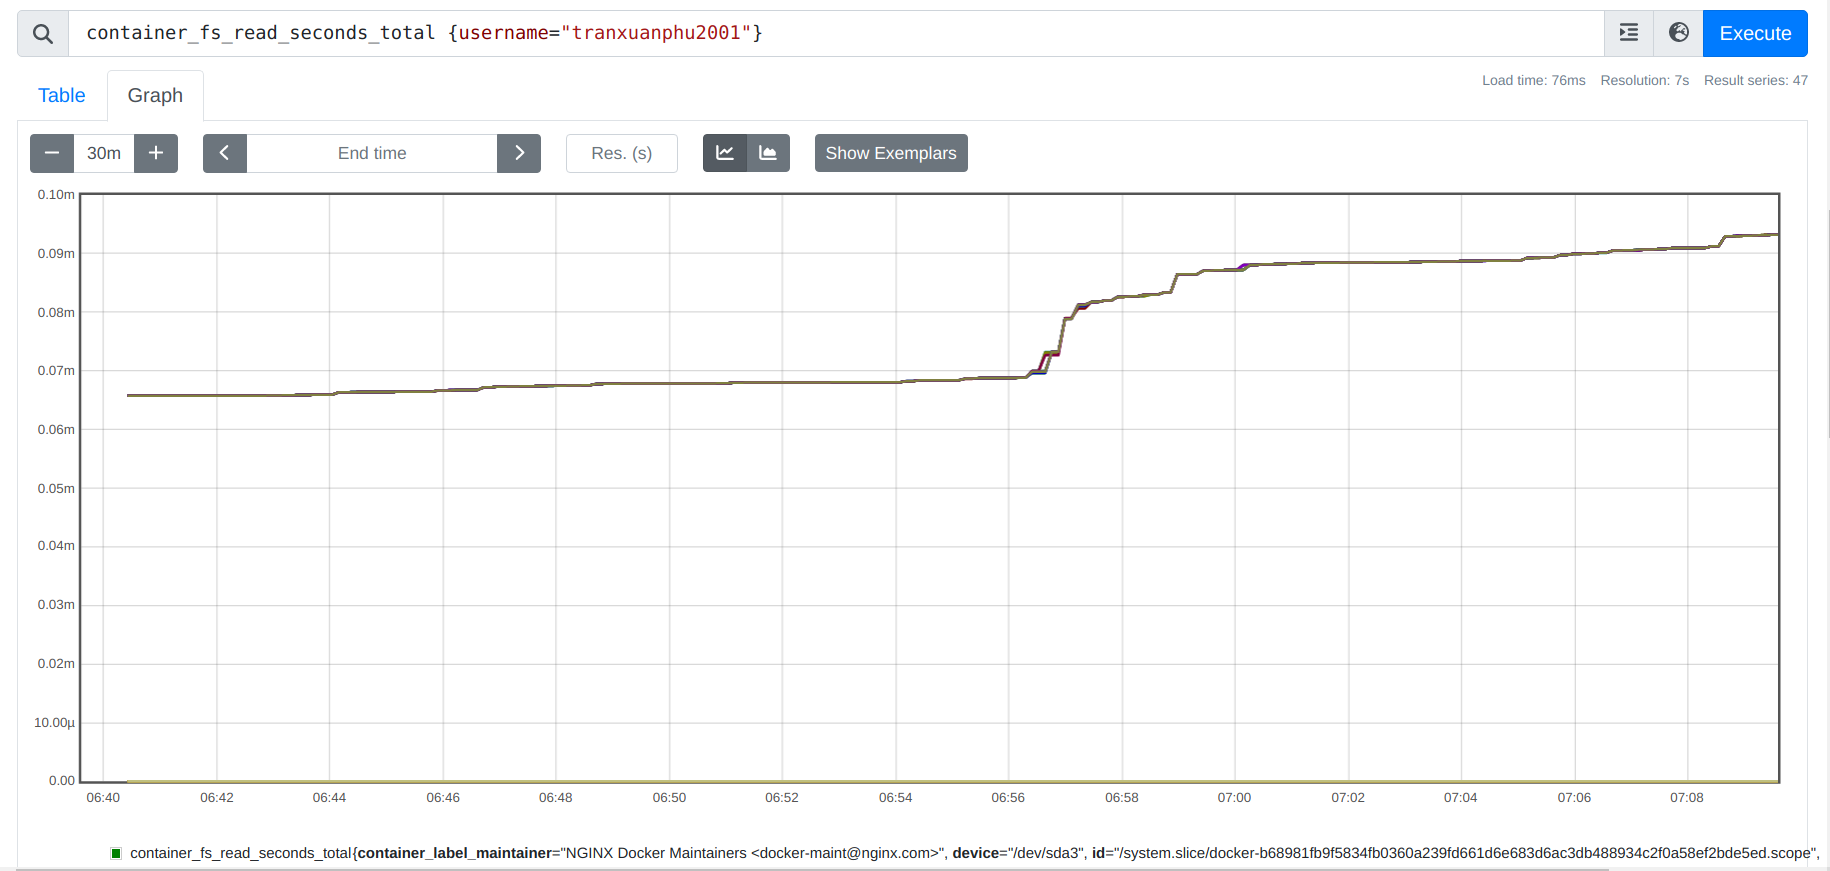 container_fs_read_seconds_total {username="tranxuanphu2001"}
Execute
Table
Graph
Load time: 76ms Resolution: 7s Result series: 47
30m
End time
Res. (s)
Show Exemplars
0.10m
0.09m
0.08m
0.07m
0.06m
0.05m
0.04m
0.03m
0.02m
10.00µ
0.00
06:40 06:42 06:44 06:46 06:48 06:50 06:52 06:54 06:56 06:58 07:00 07:02 07:04 07:06 07:08
container_fs_read_seconds_total{container_label_maintainer="NGINX Docker Maintainers <docker-maint@nginx.com>", device="/dev/sda3", id="/system.slice/docker-b68981fb9f5834fb0360a239fd661d6e683d6ac3db488934c2f0a58ef2bde5ed.scope",